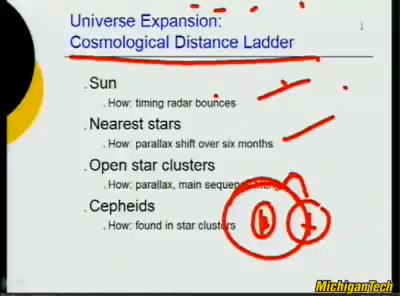 Universe Expansion:
1
Cosmological Distance Ladder
. Sun
. How: timing radar bounces
. Nearest stars
. How: parallax shift over six months
. Open star clusters
. How: parallax, main sequence
. Cepheids
. How: found in star clusters
MichiganTech